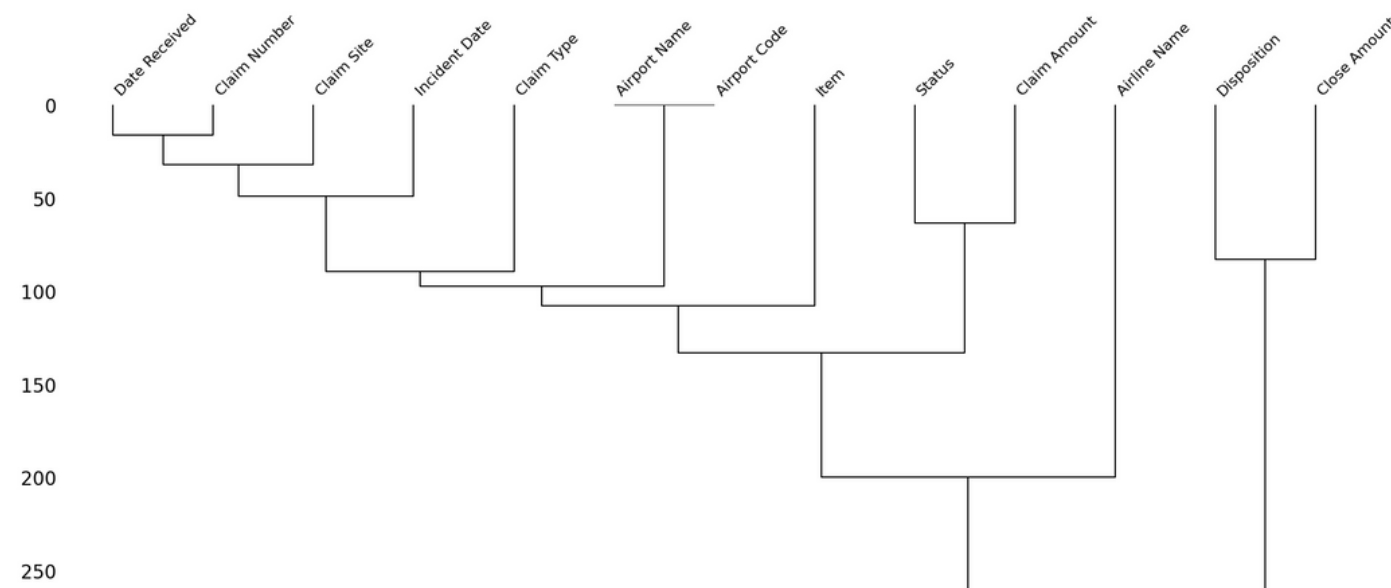 Date Received
Claim Number
Claim Site
Incident Date
Claim Type
Airport Name
Airport Code
Item
Status
Claim Amount
Airline Name
Disposition
Close Amount
0
50
100
150
200
250